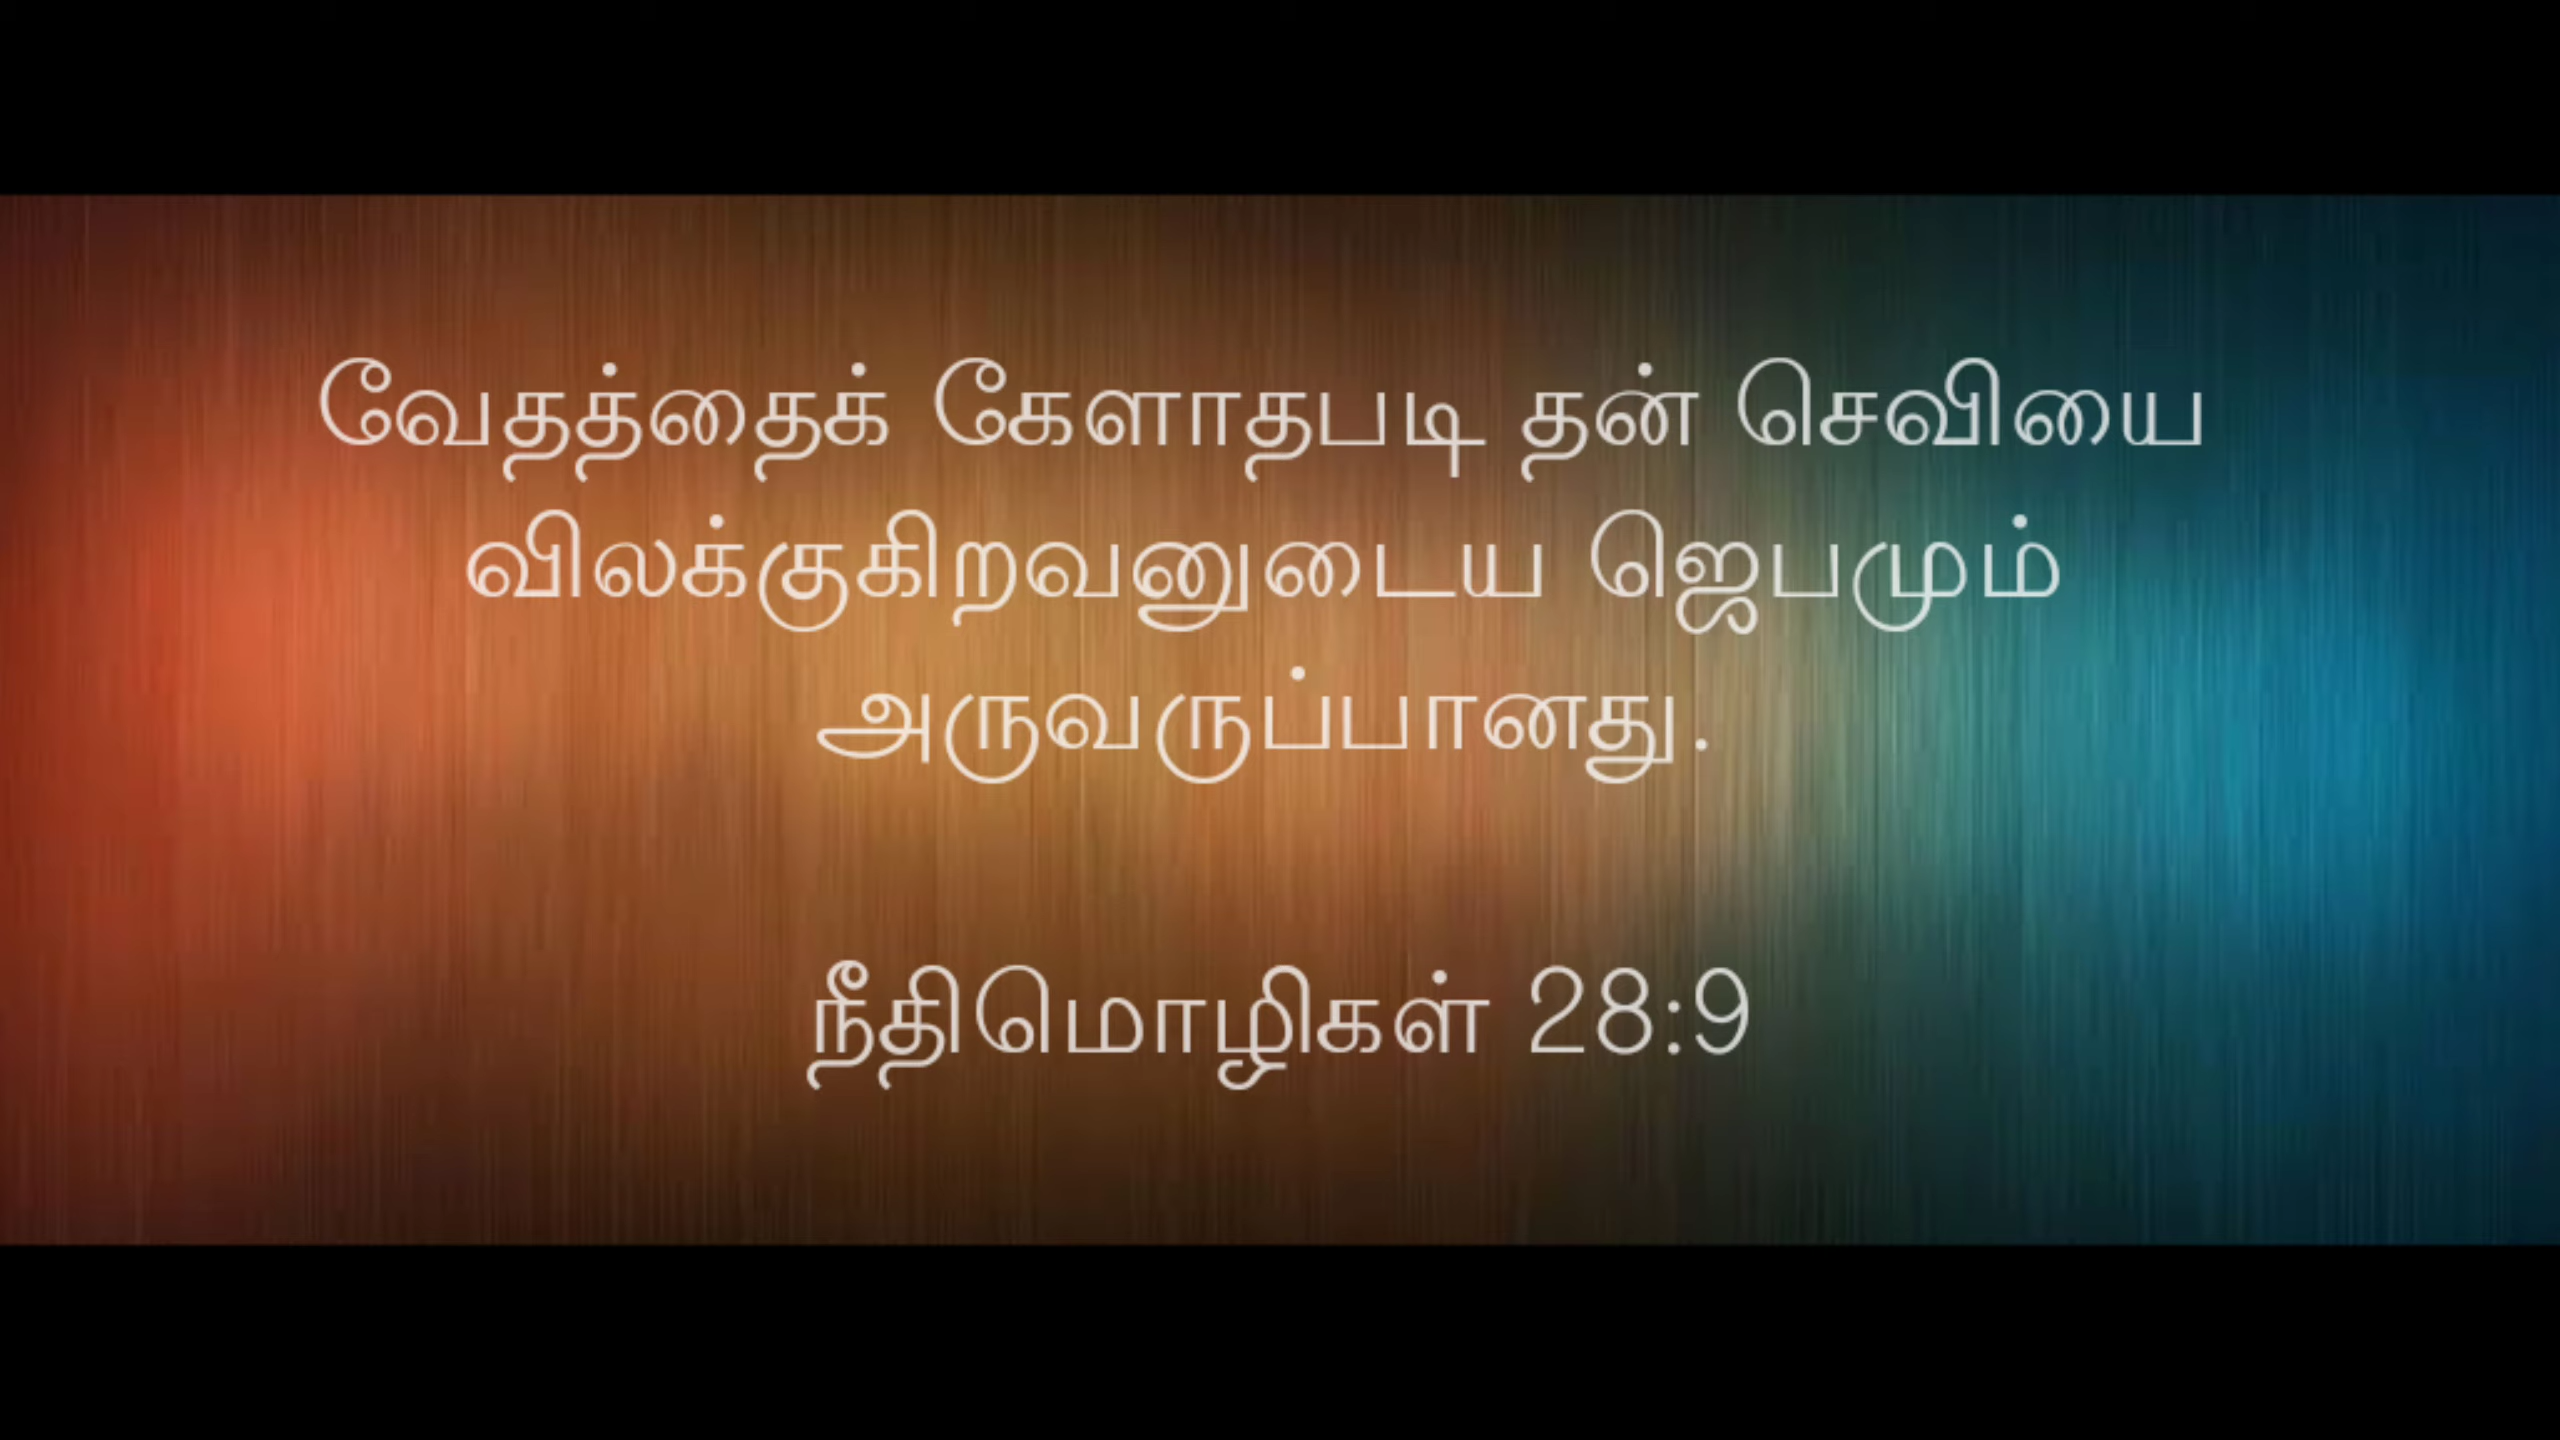 வேதத்தைக் கேளாதபடி தன் செவியை
விலக்குகிறவனுடைய ஜெபமும்
அருவருப்பானது.
நீதிமொழிகள் 28:9